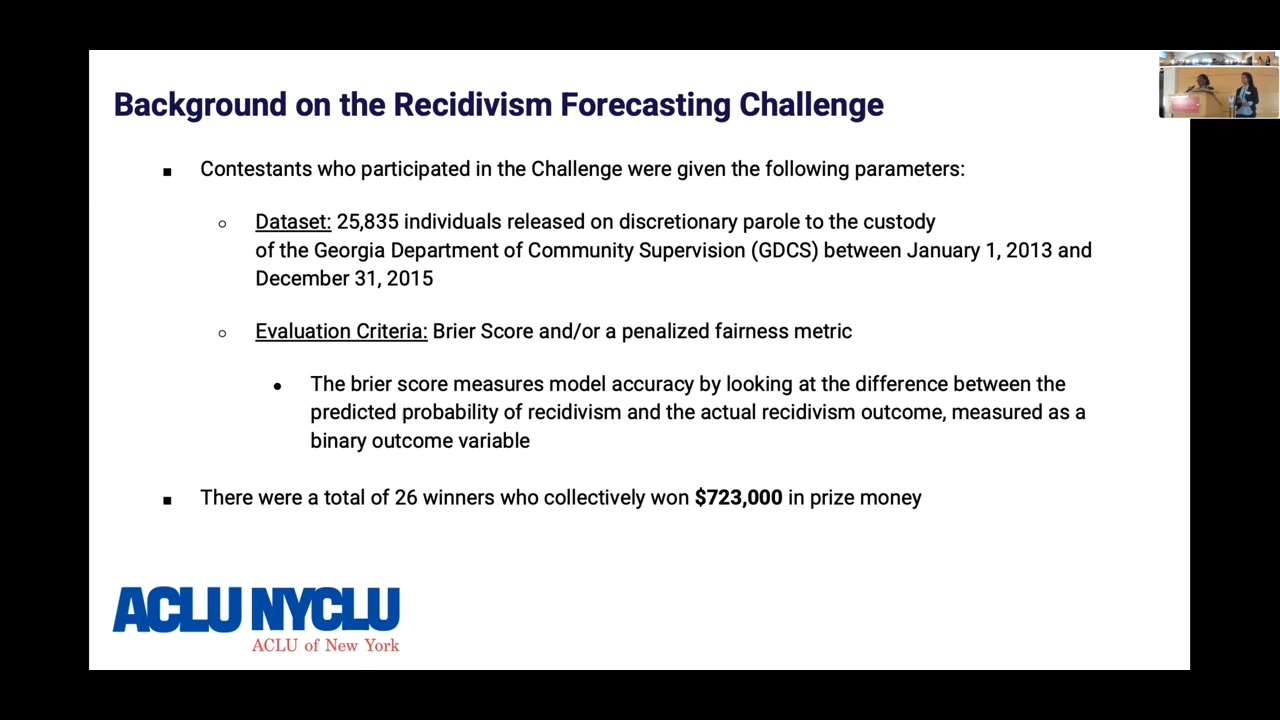 Background on the Recidivism Forecasting Challenge
■ Contestants who participated in the Challenge were given the following parameters:
○ Dataset: 25,835 individuals released on discretionary parole to the custody
of the Georgia Department of Community Supervision (GDCS) between January 1, 2013 and
December 31, 2015
○ Evaluation Criteria: Brier Score and/or a penalized fairness metric
● The brier score measures model accuracy by looking at the difference between the
predicted probability of recidivism and the actual recidivism outcome, measured as a
binary outcome variable
■ There were a total of 26 winners who collectively won $723,000 in prize money
ACLU NYCLU
ACLU of New York